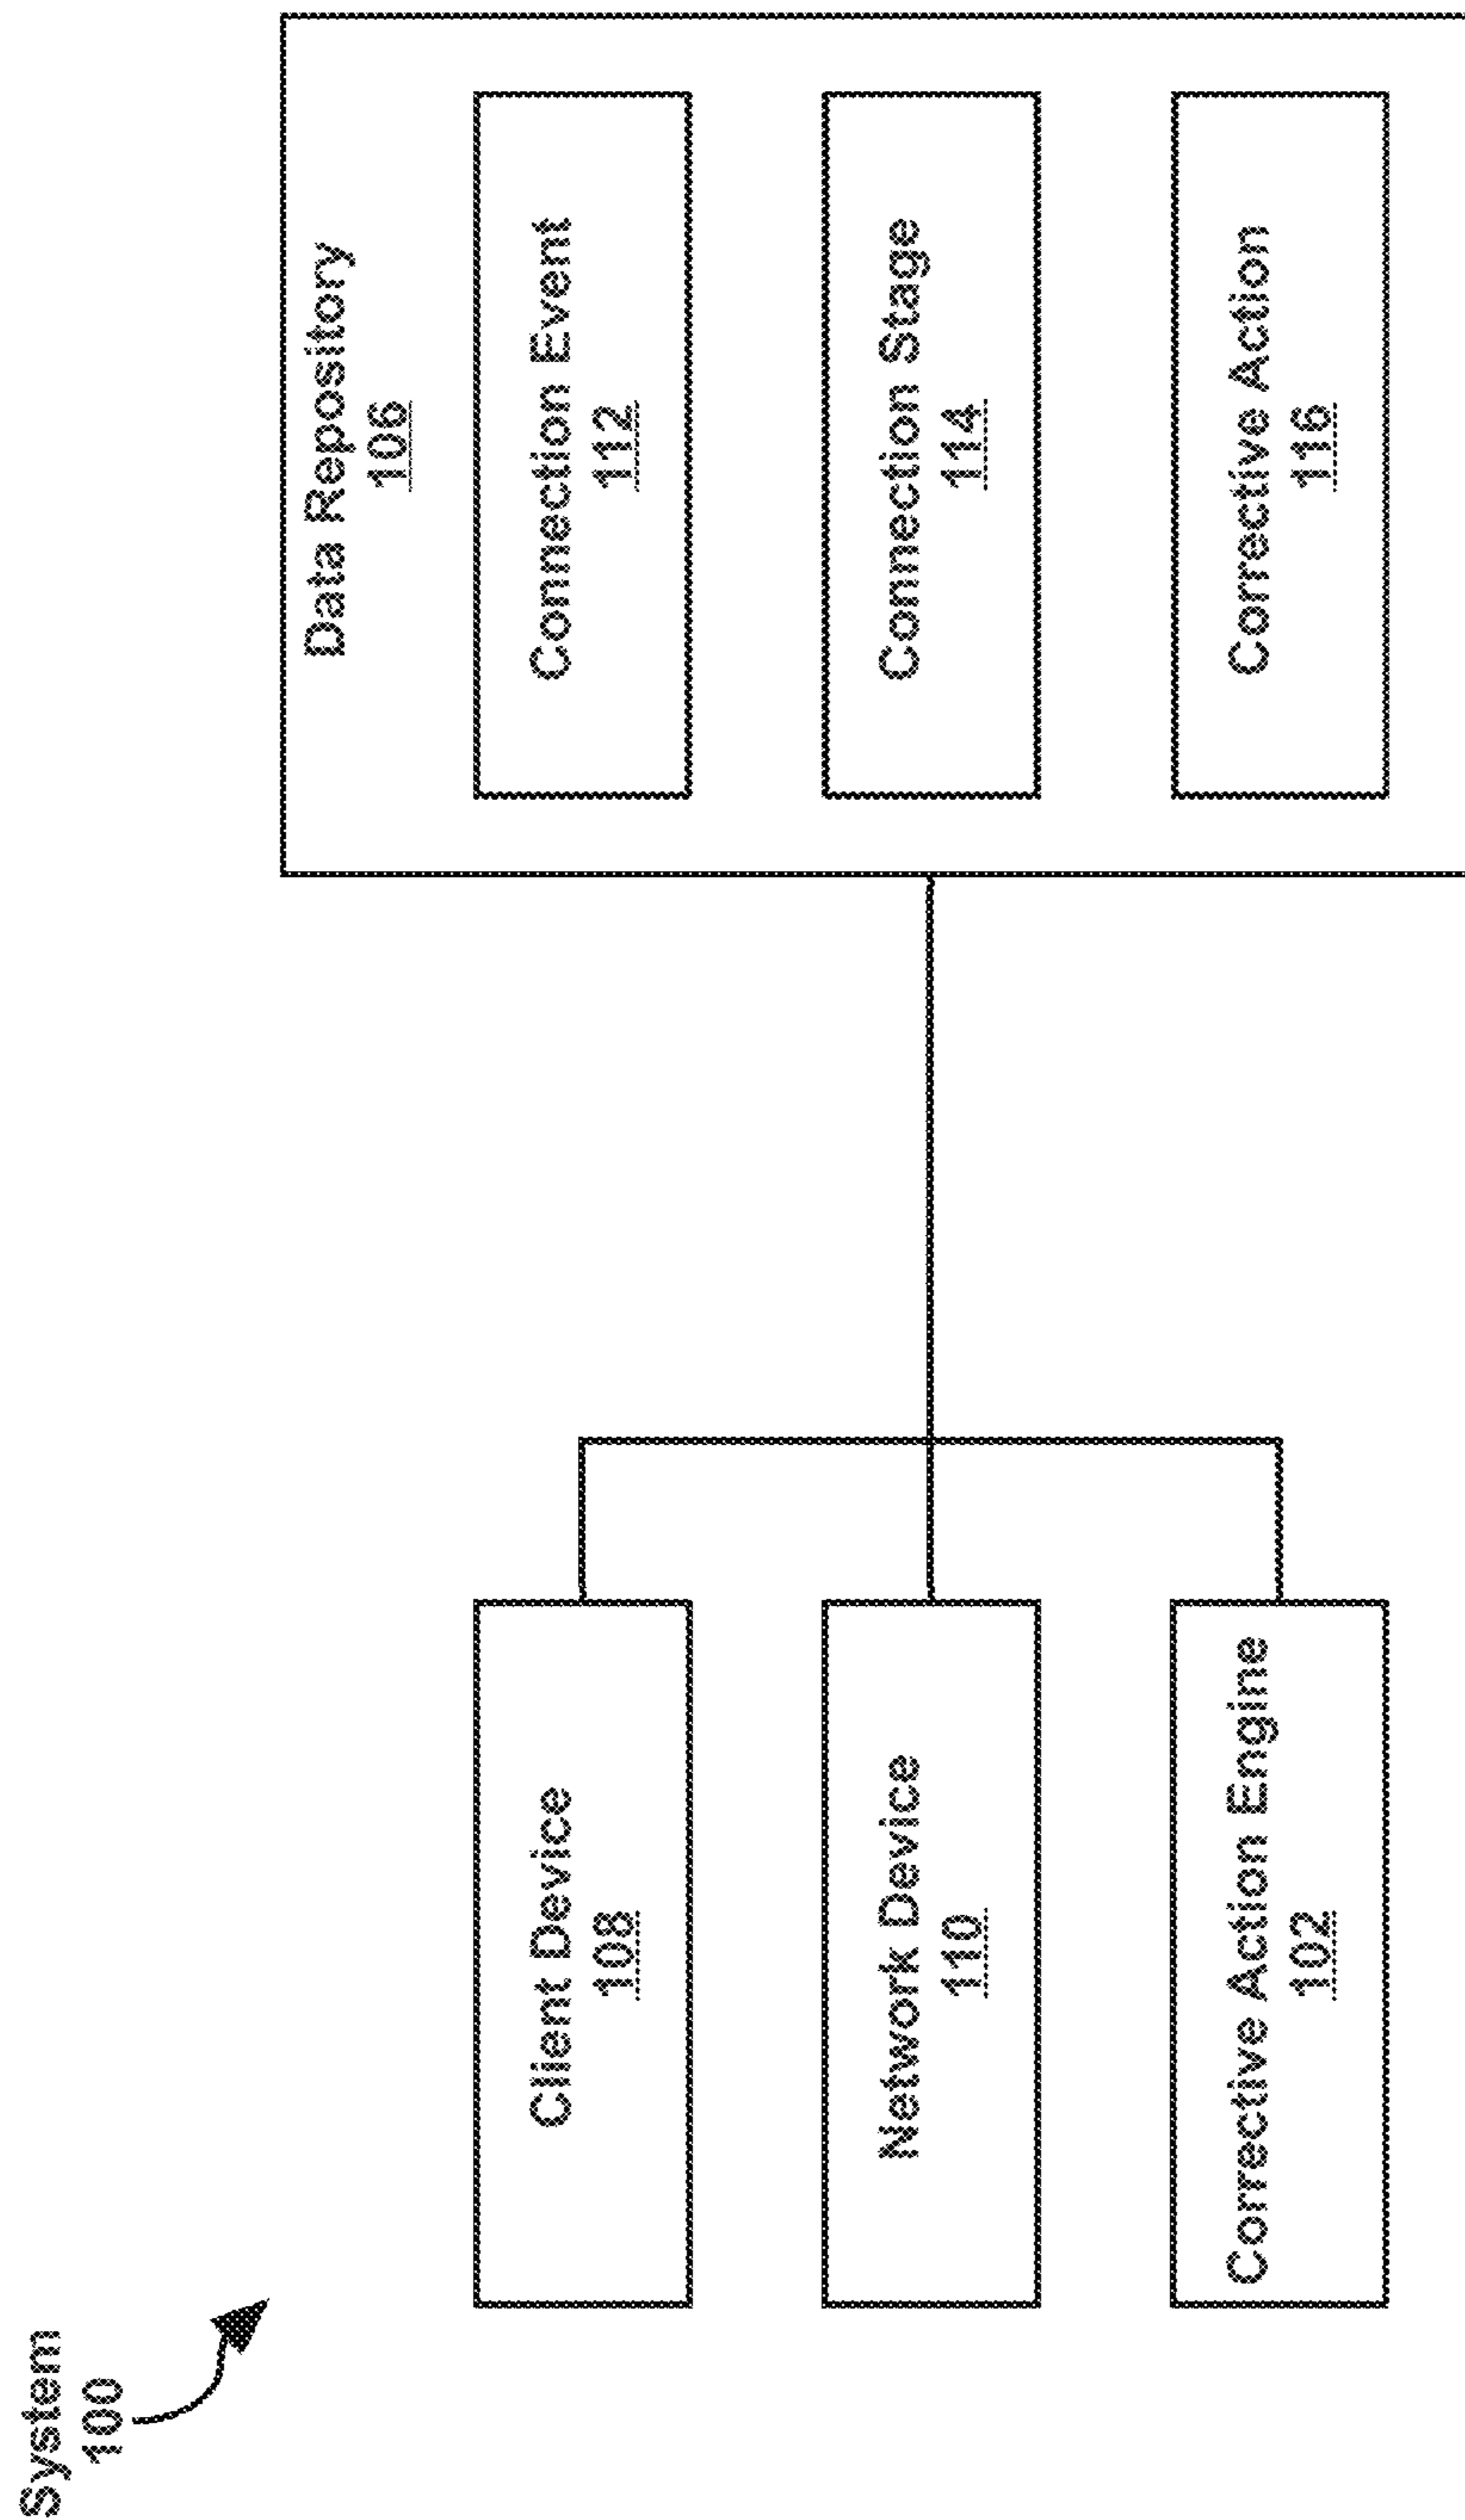 System
100
Client Device
108
Network Device
110
Corrective Action Engine
102
Data Repository
106
Connection Event
112
Connection Stage
114
Corrective Action
116